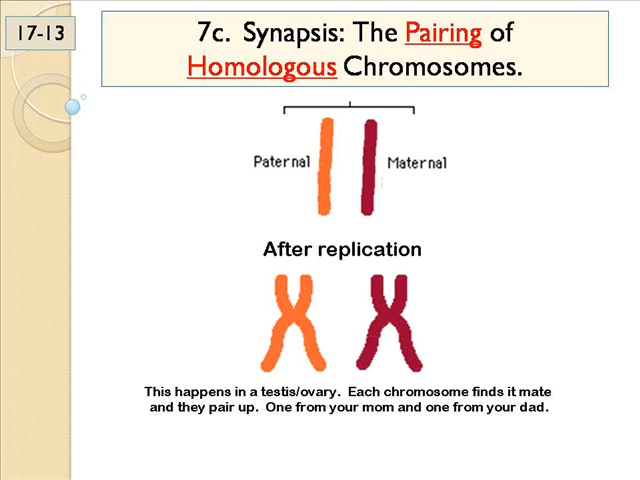 17-13
7c. Synapsis: The Pairing of
Homologous Chromosomes.
Paternal
Maternal
After replication
This happens in a testis/ovary. Each chromosome finds it mate
and they pair up. One from your mom and one from your dad.